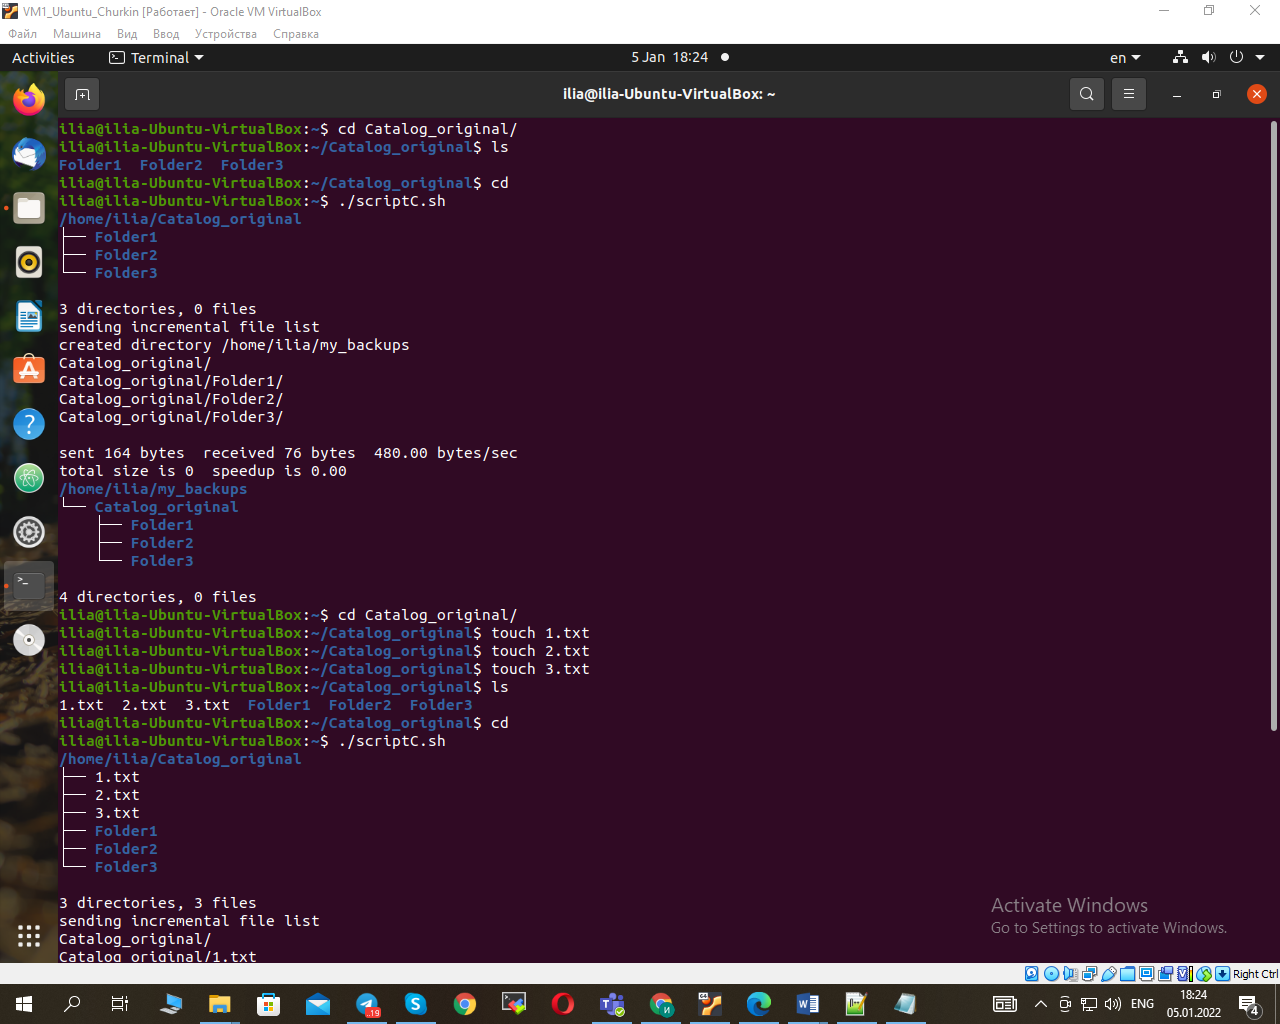 VM1_Ubuntu_Churkin [Работает] - Oracle VM VirtualBox
Файл Машина Вид Ввод Устройства Справка
Activities Terminal 5 Jan 18:24 en
ilia@ilia-Ubuntu-VirtualBox: ~
ilia@ilia-Ubuntu-VirtualBox:~$ cd Catalog_original/
ilia@ilia-Ubuntu-VirtualBox:~/Catalog_original$ ls
Folder1 Folder2 Folder3
ilia@ilia-Ubuntu-VirtualBox:~/Catalog_original$ cd
ilia@ilia-Ubuntu-VirtualBox:~$ ./scriptC.sh
/home/ilia/Catalog_original
├── Folder1
├── Folder2
└── Folder3
3 directories, 0 files
sending incremental file list
created directory /home/ilia/my_backups
Catalog_original/
Catalog_original/Folder1/
Catalog_original/Folder2/
Catalog_original/Folder3/
sent 164 bytes received 76 bytes 480.00 bytes/sec
total size is 0 speedup is 0.00
/home/ilia/my_backups
└── Catalog_original
    ├── Folder1
    ├── Folder2
    └── Folder3
4 directories, 0 files
ilia@ilia-Ubuntu-VirtualBox:~$ cd Catalog_original/
ilia@ilia-Ubuntu-VirtualBox:~/Catalog_original$ touch 1.txt
ilia@ilia-Ubuntu-VirtualBox:~/Catalog_original$ touch 2.txt
ilia@ilia-Ubuntu-VirtualBox:~/Catalog_original$ touch 3.txt
ilia@ilia-Ubuntu-VirtualBox:~/Catalog_original$ ls
1.txt 2.txt 3.txt Folder1 Folder2 Folder3
ilia@ilia-Ubuntu-VirtualBox:~/Catalog_original$ cd
ilia@ilia-Ubuntu-VirtualBox:~$ ./scriptC.sh
/home/ilia/Catalog_original
├── 1.txt
├── 2.txt
├── 3.txt
├── Folder1
├── Folder2
└── Folder3
3 directories, 3 files
sending incremental file list
Catalog_original/
Catalog_original/1.txt
Activate Windows
Go to Settings to activate Windows.
Right Ctrl
.19
ENG
18:24
05.01.2022
4